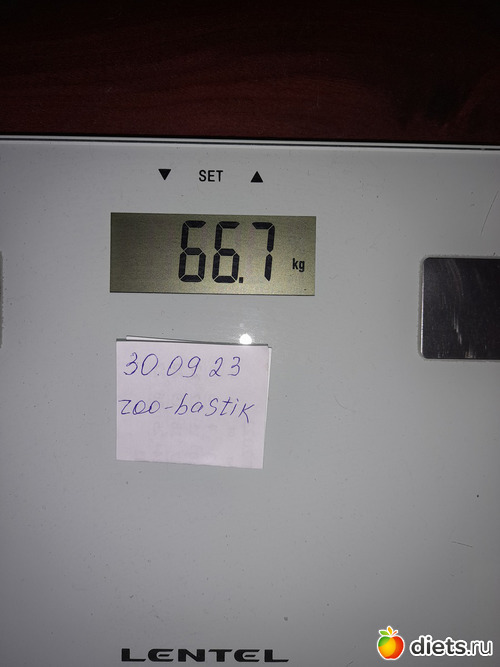 ▼ SET ▲
66.7 kg
30.09 23
zoo-bastik
LENTEL
diets.ru